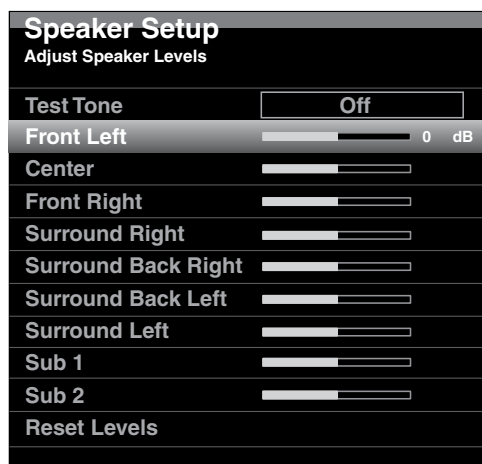 Speaker Setup
Adjust Speaker Levels
Test Tone Off
Front Left 0 dB
Center
Front Right
Surround Right
Surround Back Right
Surround Back Left
Surround Left
Sub 1
Sub 2
Reset Levels